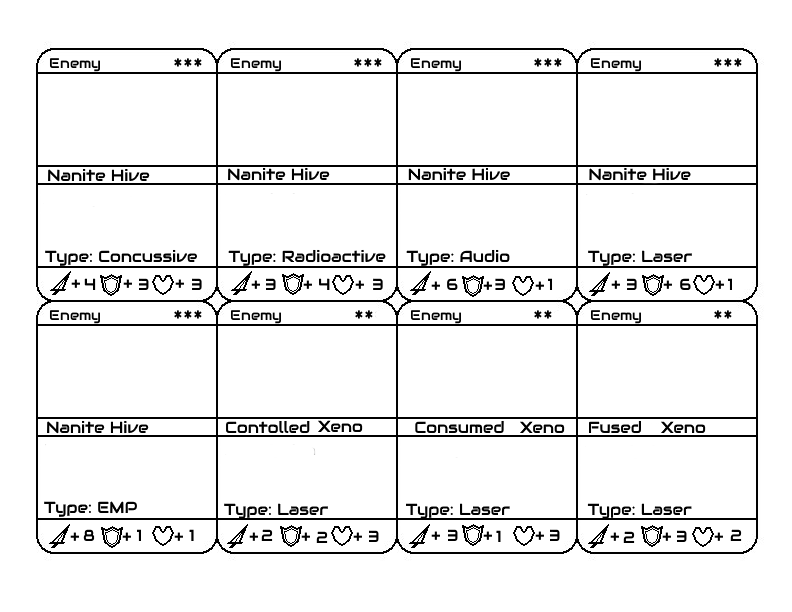 Enemy *** Enemy *** Enemy *** Enemy ***
Nanite Hive Nanite Hive Nanite Hive Nanite Hive
Type: Concussive Type: Radioactive Type: Audio Type: Laser
+4 +3 +3 +3 +4 +3 +6 +3 +1 +3 +6 +1
Enemy *** Enemy ** Enemy ** Enemy **
Nanite Hive Contolled Xeno Consumed Xeno Fused Xeno
Type: EMP Type: Laser Type: Laser Type: Laser
+8 +1 +1 +2 +2 +3 +3 +1 +3 +2 +3 +2